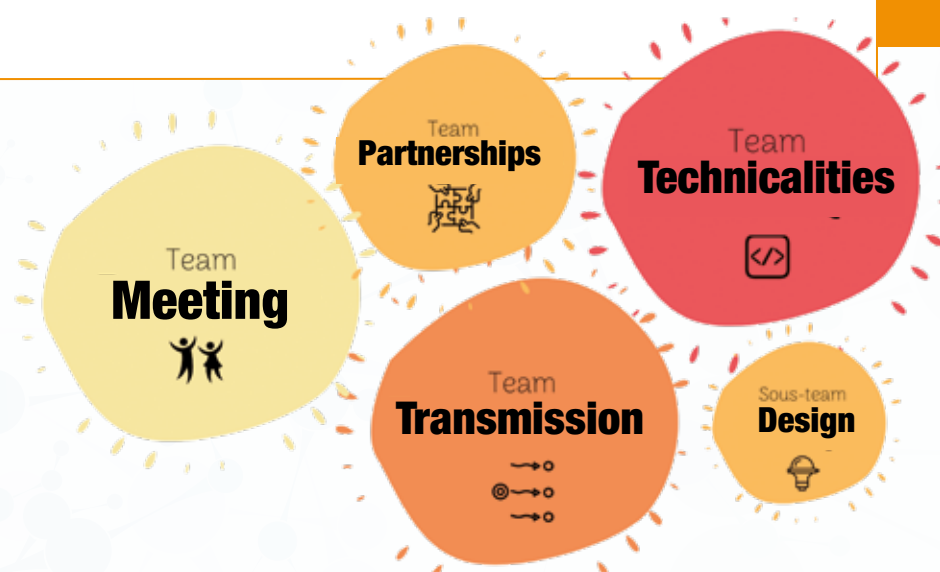 Team
Partnerships
Team
Technicalities
</>
Team
Meeting
Team
Transmission
Sous-team
Design